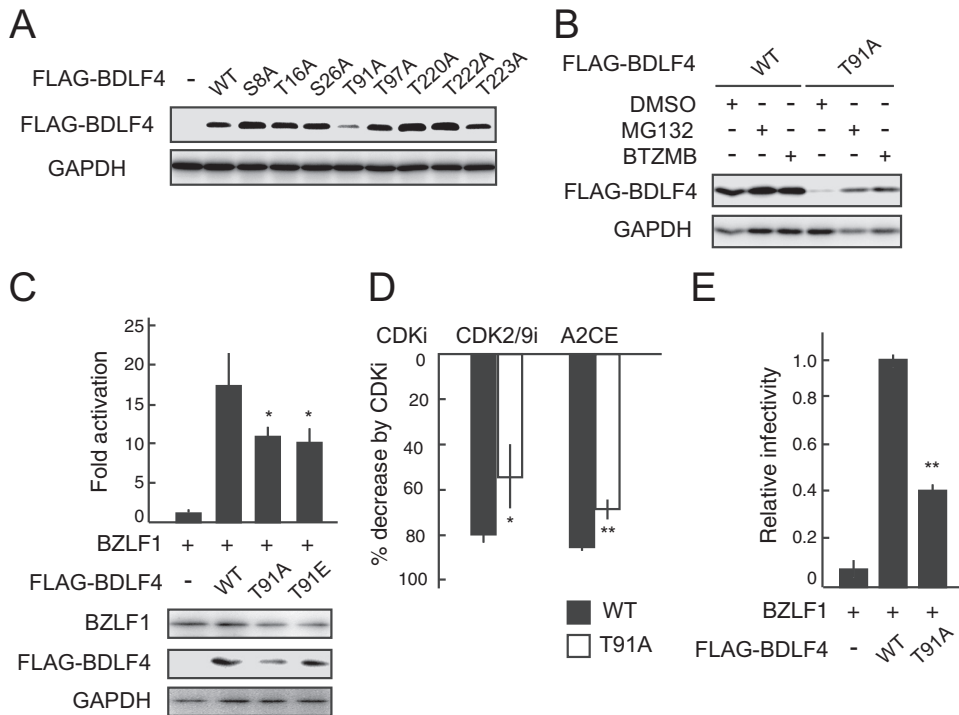 A
FLAG-BDLF4 - WT S8A T16A S26A T91A T97A T220A T222A T223A
FLAG-BDLF4
GAPDH
B
FLAG-BDLF4 WT T91A
DMSO + - - + - -
MG132 - + - - + -
BTZMB - - + - - +
FLAG-BDLF4
GAPDH
C
Fold activation
25
20
15
10
5
0
* *
BZLF1 + + + +
FLAG-BDLF4 - WT T91A T91E
BZLF1
FLAG-BDLF4
GAPDH
D
CDKi CDK2/9i A2CE
% decrease by CDKi
0
20
40
60
80
100
* **
WT
T91A
E
Relative infectivity
1.0
0.8
0.6
0.4
0.2
0
**
BZLF1 + + +
FLAG-BDLF4 - WT T91A